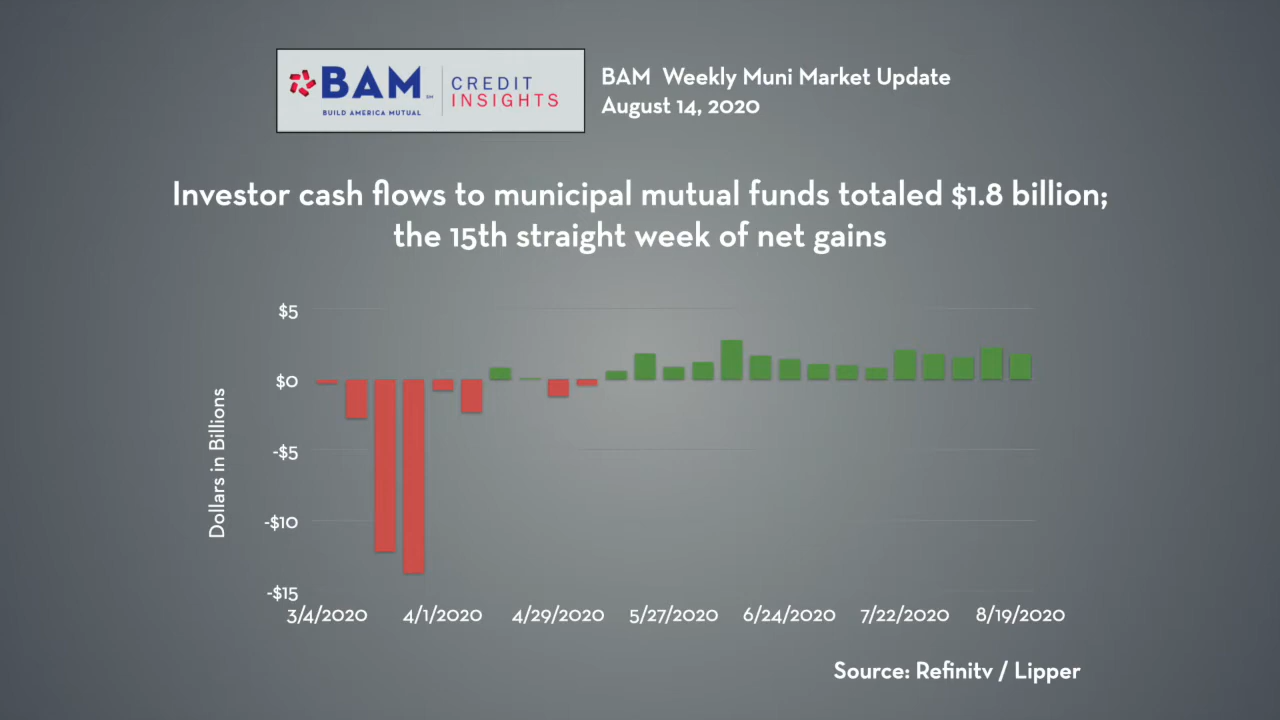 BAM
BUILD AMERICA MUTUAL
CREDIT
INSIGHTS
BAM Weekly Muni Market Update
August 14, 2020
Investor cash flows to municipal mutual funds totaled $1.8 billion;
the 15th straight week of net gains
Dollars in Billions
$5
$0
-$5
-$10
-$15
3/4/2020 4/1/2020 4/29/2020 5/27/2020 6/24/2020 7/22/2020 8/19/2020
Source: Refinitv / Lipper